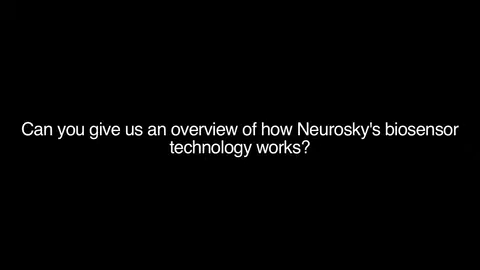 Can you give us an overview of how Neurosky's biosensor
technology works?